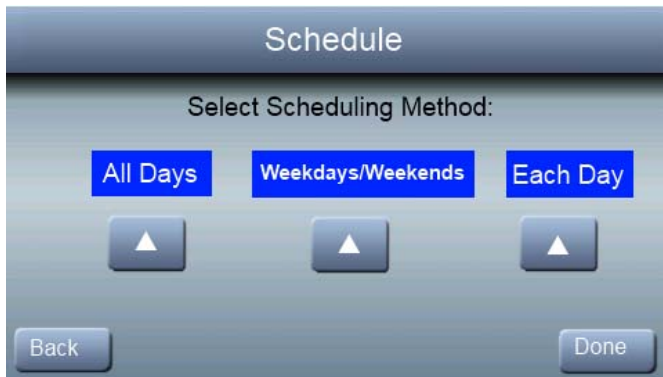 Schedule
Select Scheduling Method:
All Days Weekdays/Weekends Each Day
Back Done